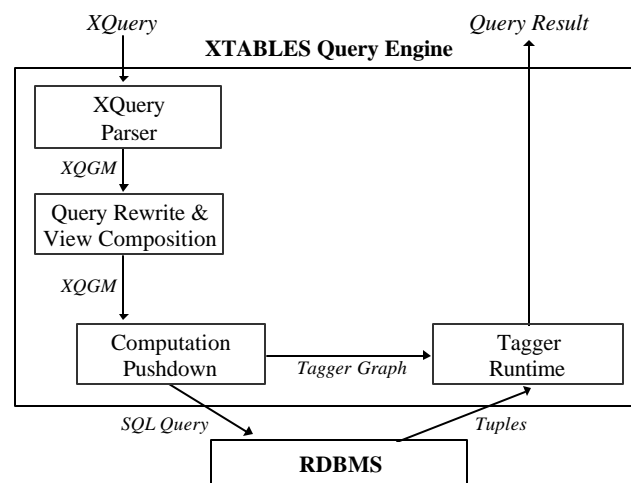 XQuery
Query Result
XTABLES Query Engine
XQuery
Parser
XQGM
Query Rewrite &
View Composition
XQGM
Computation
Pushdown
Tagger Graph
Tagger
Runtime
SQL Query
Tuples
RDBMS